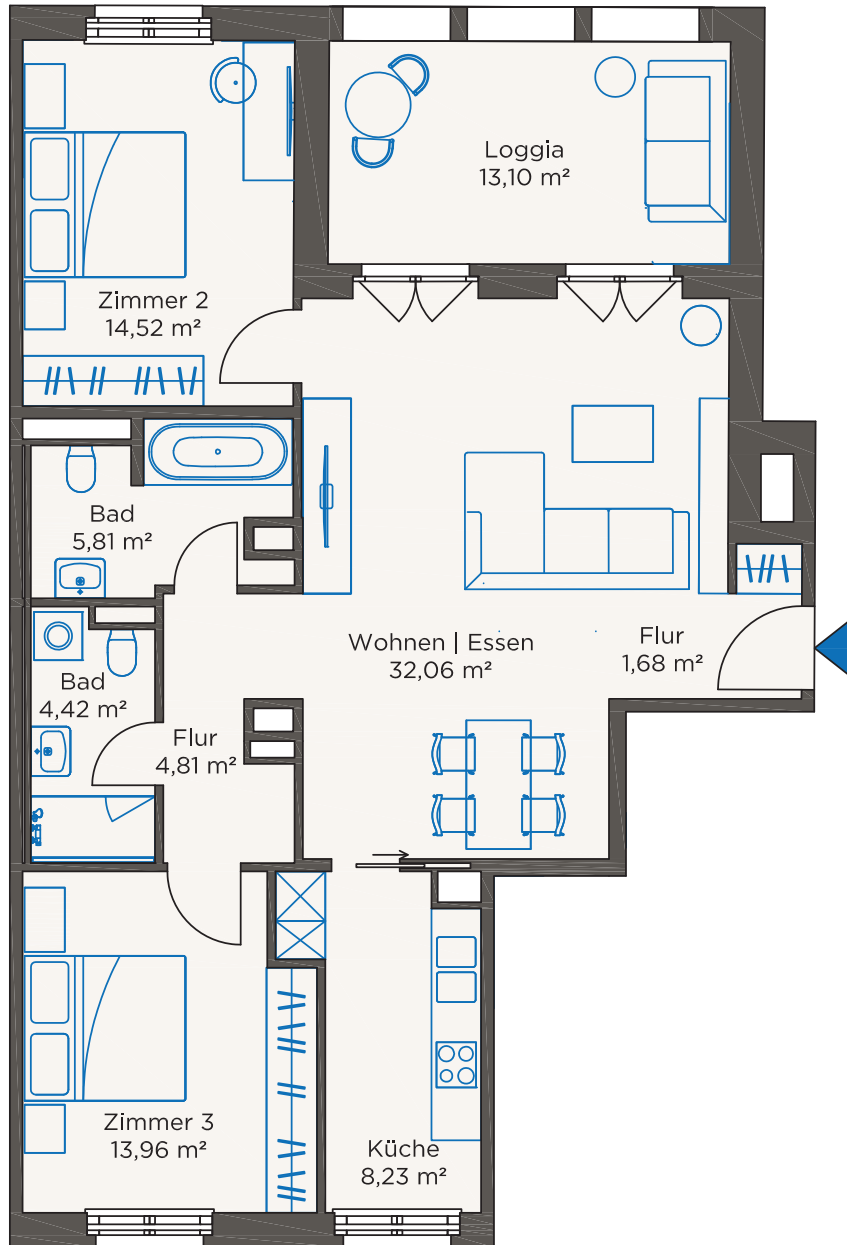 Loggia
13,10 m²
Zimmer 2
14,52 m²
Bad
5,81 m²
Wohnen | Essen
32,06 m²
Flur
1,68 m²
Bad
4,42 m²
Flur
4,81 m²
Zimmer 3
13,96 m²
Küche
8,23 m²